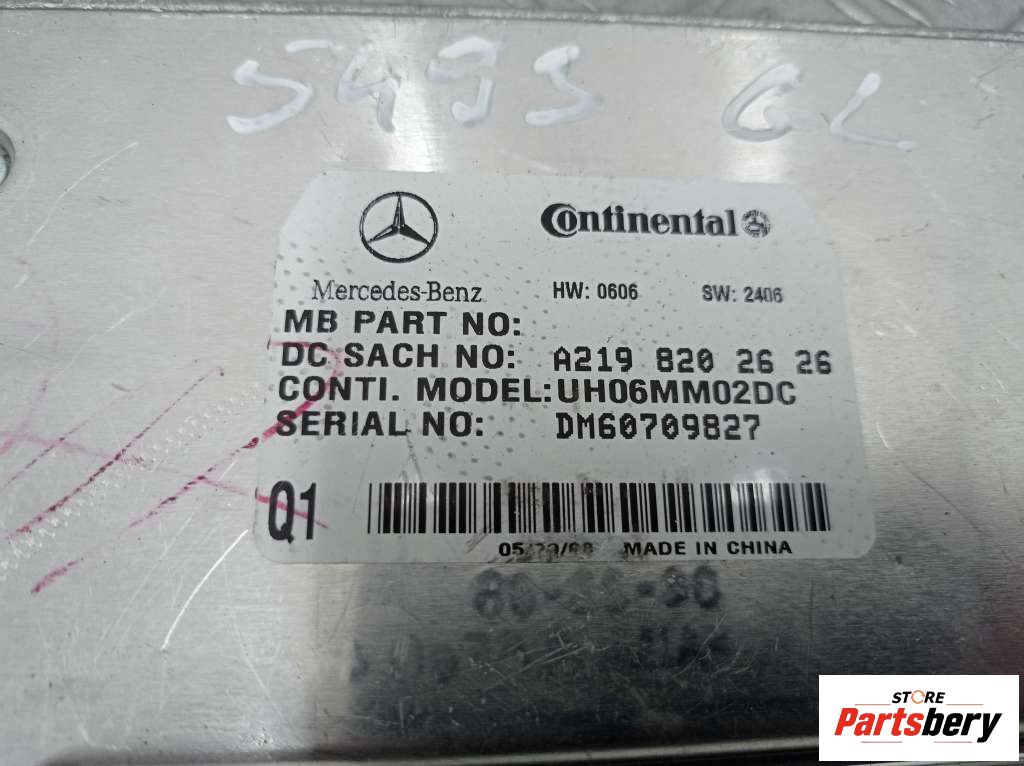 5495 GL
Continental
Mercedes-Benz HW: 0606 SW: 2406
MB PART NO:
DC SACH NO: A219 820 26 26
CONTI. MODEL: UH06MM02DC
SERIAL NO: DM60709827
Q1
MADE IN CHINA
STORE
Partsbery